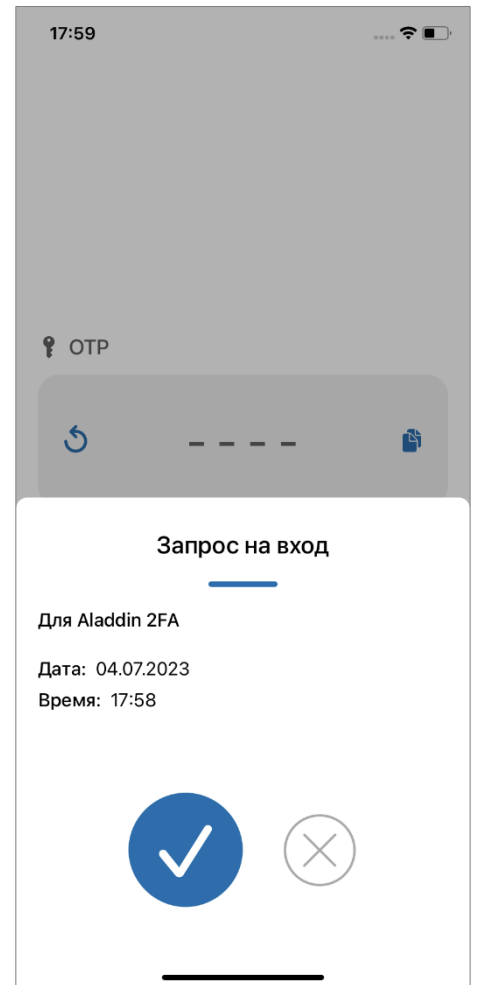 17:59
OTP
– – – –
Запрос на вход
Для Aladdin 2FA
Дата: 04.07.2023
Время: 17:58